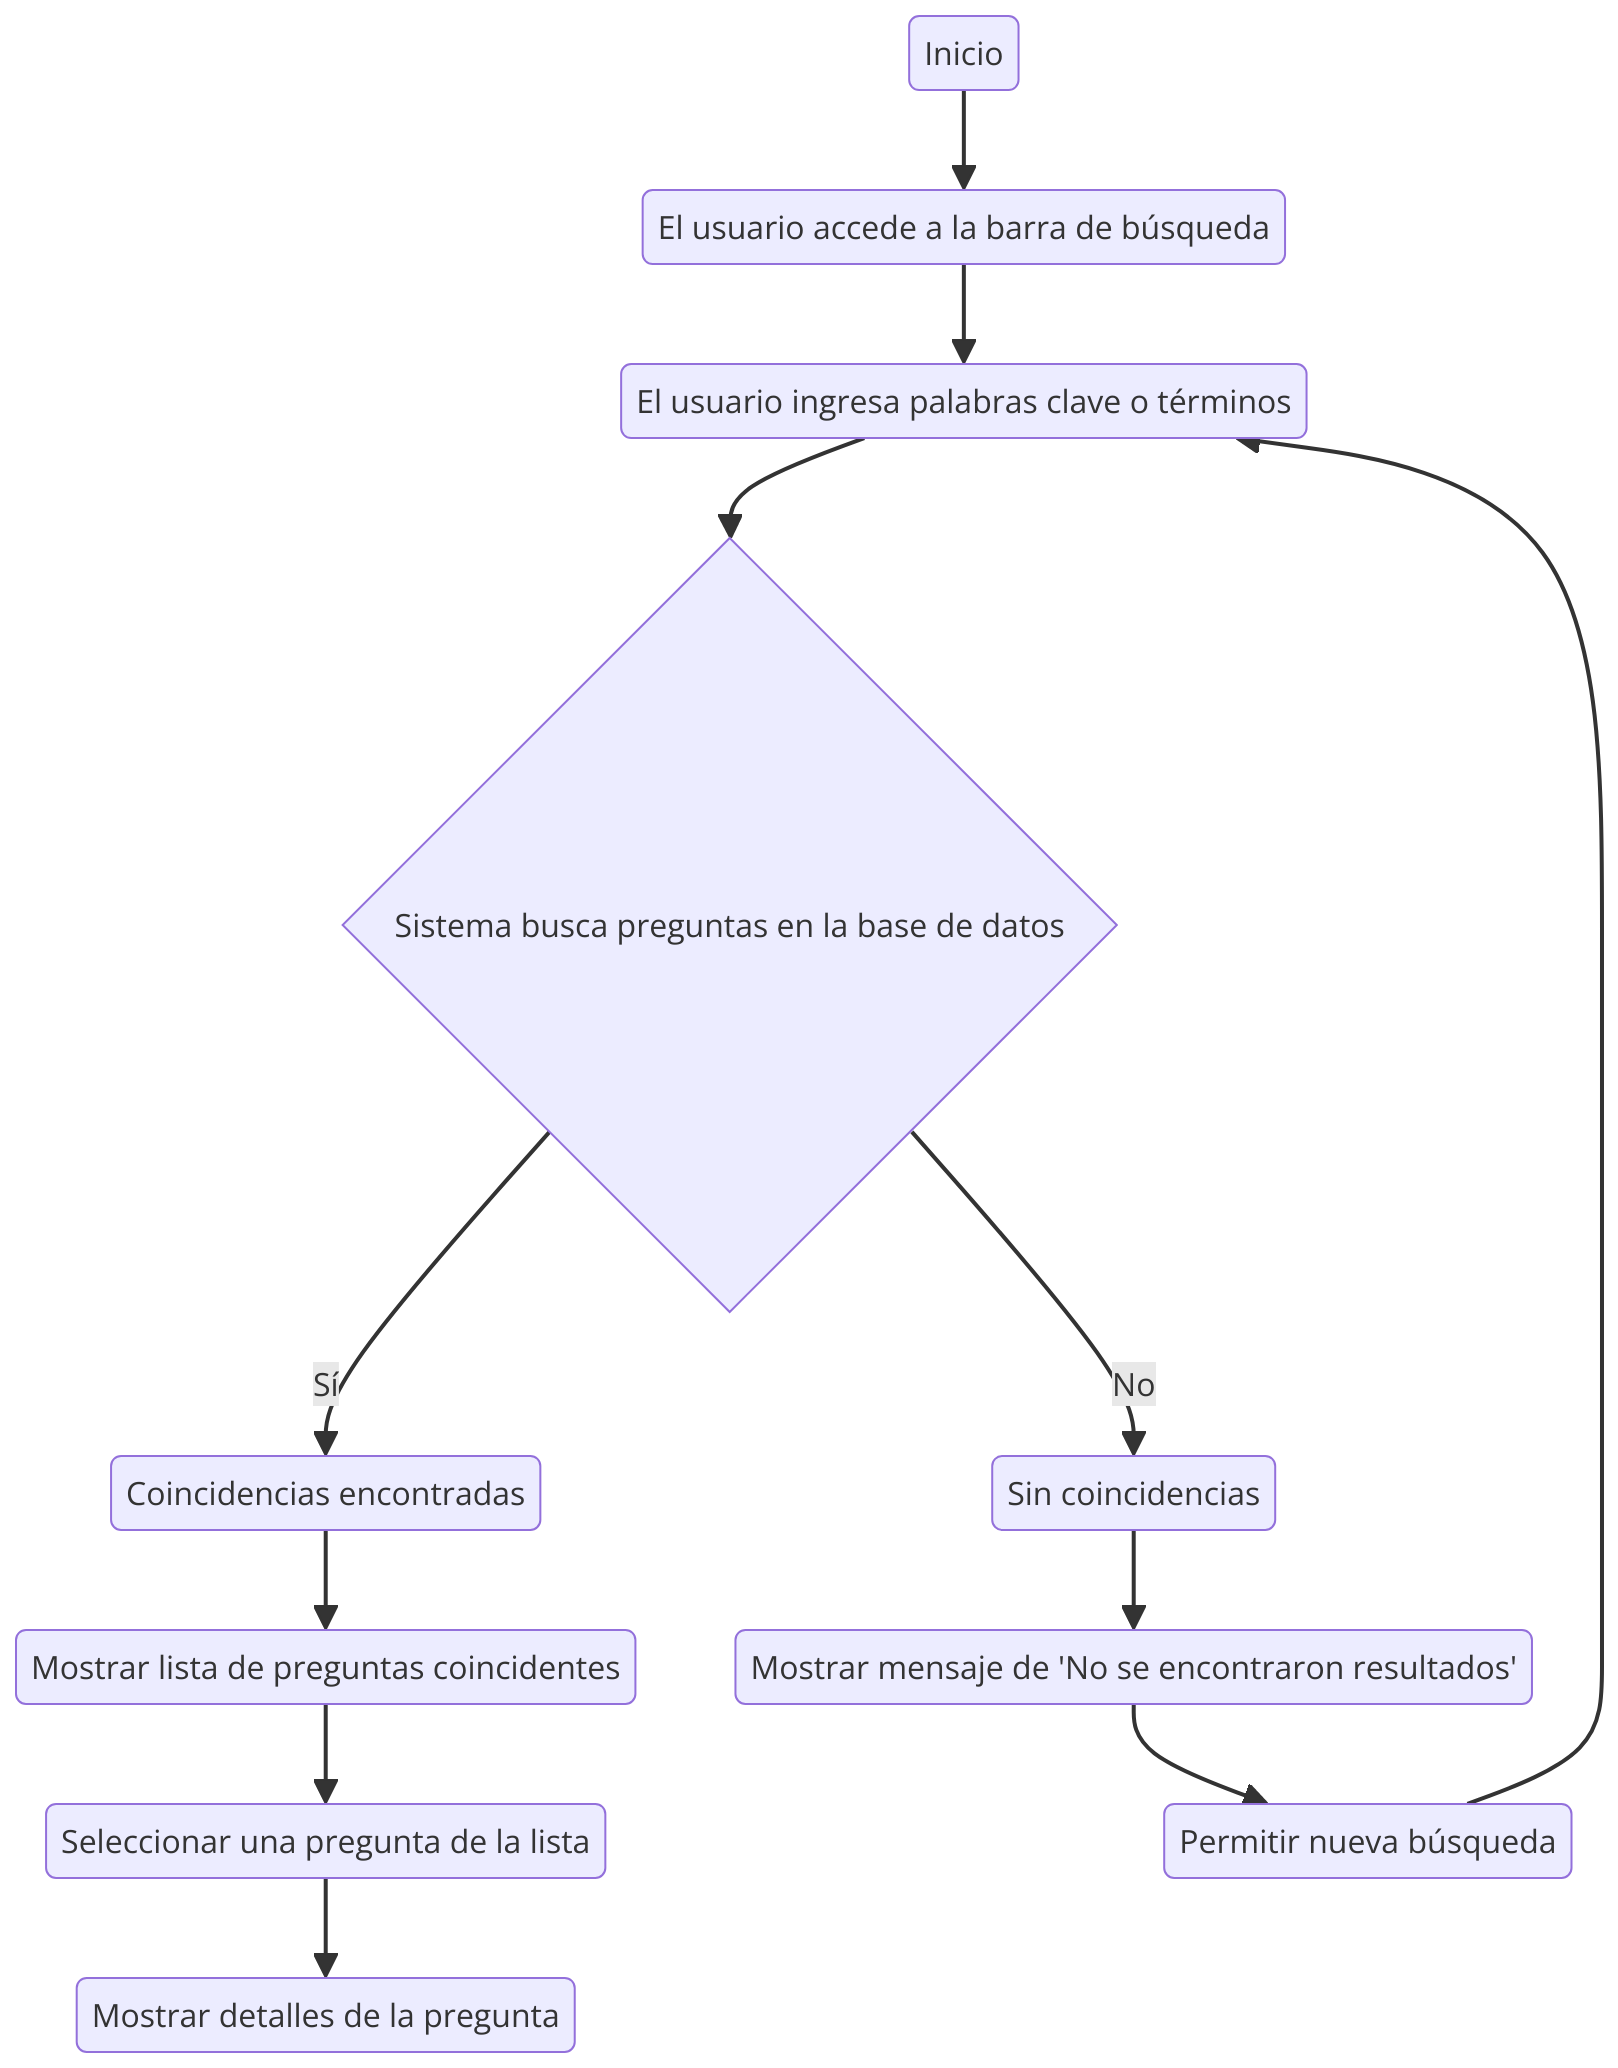 Inicio
El usuario accede a la barra de búsqueda
El usuario ingresa palabras clave o términos
Sistema busca preguntas en la base de datos
Sí
No
Coincidencias encontradas
Sin coincidencias
Mostrar lista de preguntas coincidentes
Mostrar mensaje de 'No se encontraron resultados'
Seleccionar una pregunta de la lista
Permitir nueva búsqueda
Mostrar detalles de la pregunta